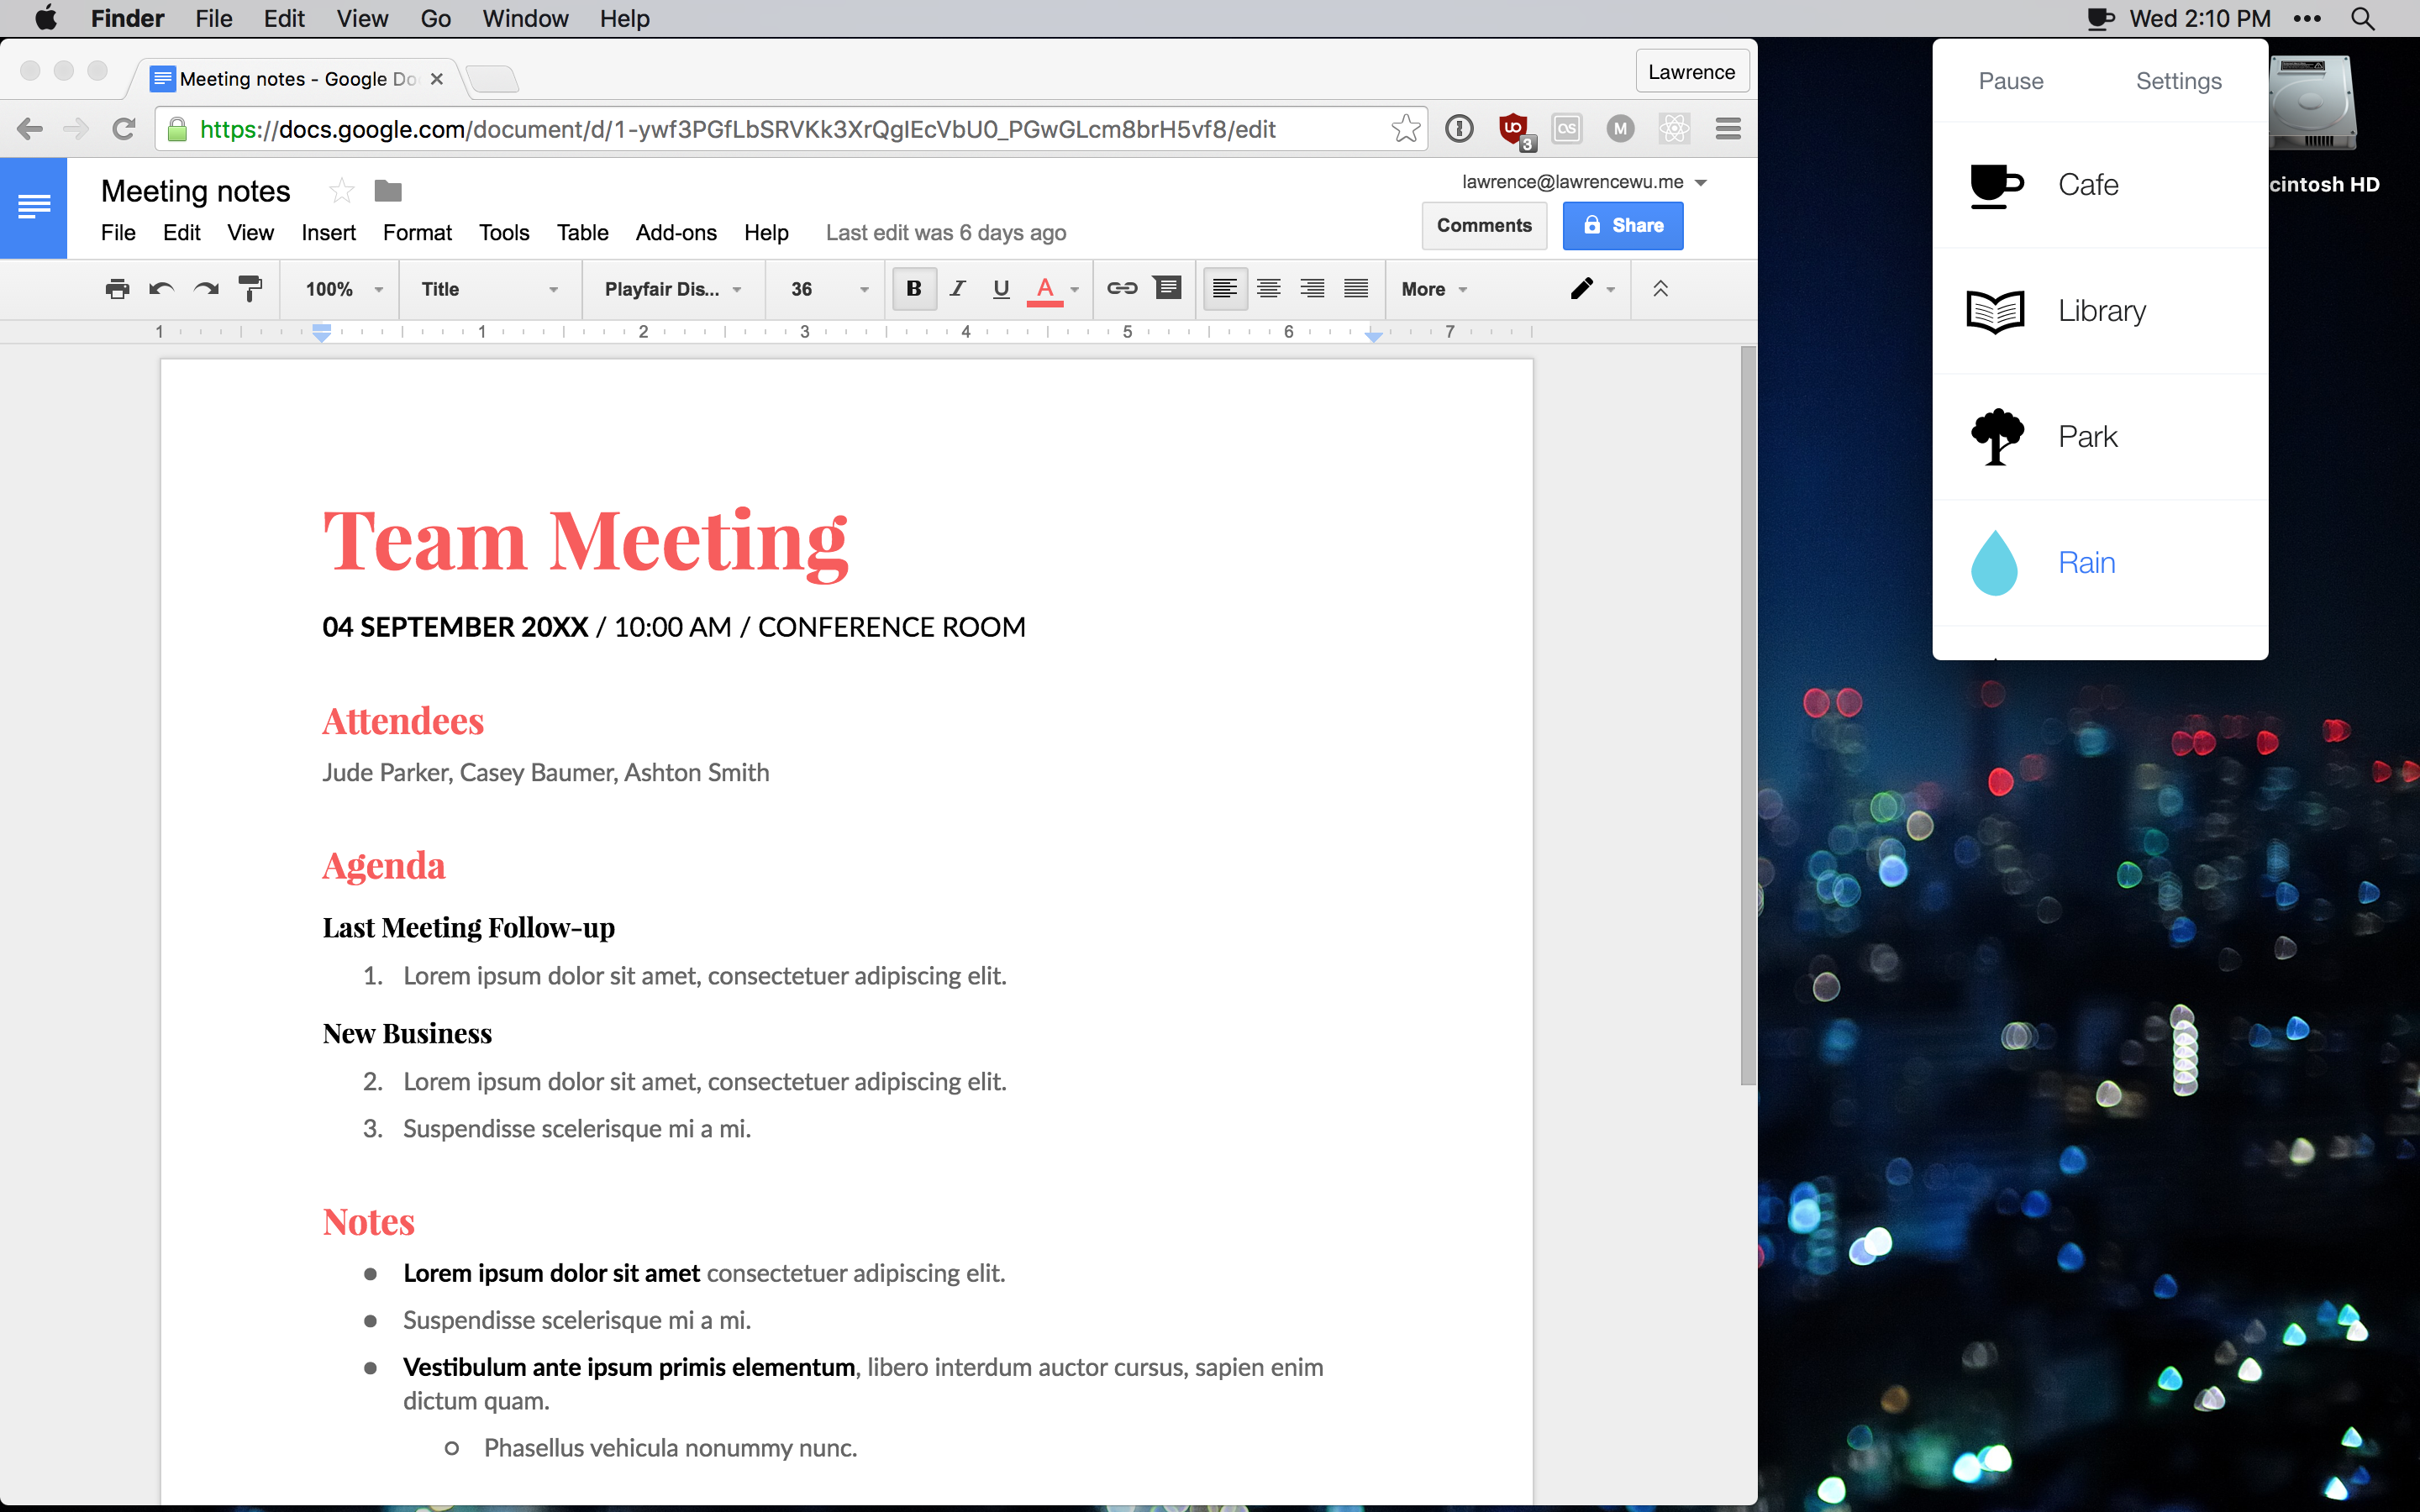 Finder File Edit View Go Window Help
Wed 2:10 PM
Meeting notes - Google Do
Lawrence
https://docs.google.com/document/d/1-ywf3PGfLbSRVKk3XrQgIEcVbU0_PGwGLcm8brH5vf8/edit
3
M
Meeting notes
lawrence@lawrencewu.me
File Edit View Insert Format Tools Table Add-ons Help Last edit was 6 days ago
Comments Share
100% Title Playfair Dis... 36 B I U A More
1 1 2 3 4 5 6 7
Team Meeting
04 SEPTEMBER 20XX / 10:00 AM / CONFERENCE ROOM
Attendees
Jude Parker, Casey Baumer, Ashton Smith
Agenda
Last Meeting Follow-up
1. Lorem ipsum dolor sit amet, consectetuer adipiscing elit.
New Business
2. Lorem ipsum dolor sit amet, consectetuer adipiscing elit.
3. Suspendisse scelerisque mi a mi.
Notes
Lorem ipsum dolor sit amet consectetuer adipiscing elit.
Suspendisse scelerisque mi a mi.
Vestibulum ante ipsum primis elementum, libero interdum auctor cursus, sapien enim
dictum quam.
Phasellus vehicula nonummy nunc.
Pause Settings
Cafe
Library
Park
Rain
cintosh HD